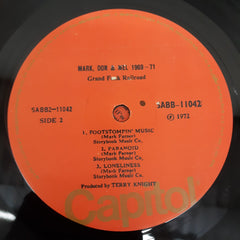 MARK, DON & MEL 1969-71
Grand Funk Railroad
SABB2-11042
SIDE 2
SABB-11042
℗ 1972
1. FOOTSTOMPIN' MUSIC
(Mark Farner)
Storybook Music Co.
2. PARANOID
(Mark Farner)
Storybook Music Co.
3. LONELINESS
(Mark Farner)
Storybook Music Co.
Produced by TERRY KNIGHT
Capitol